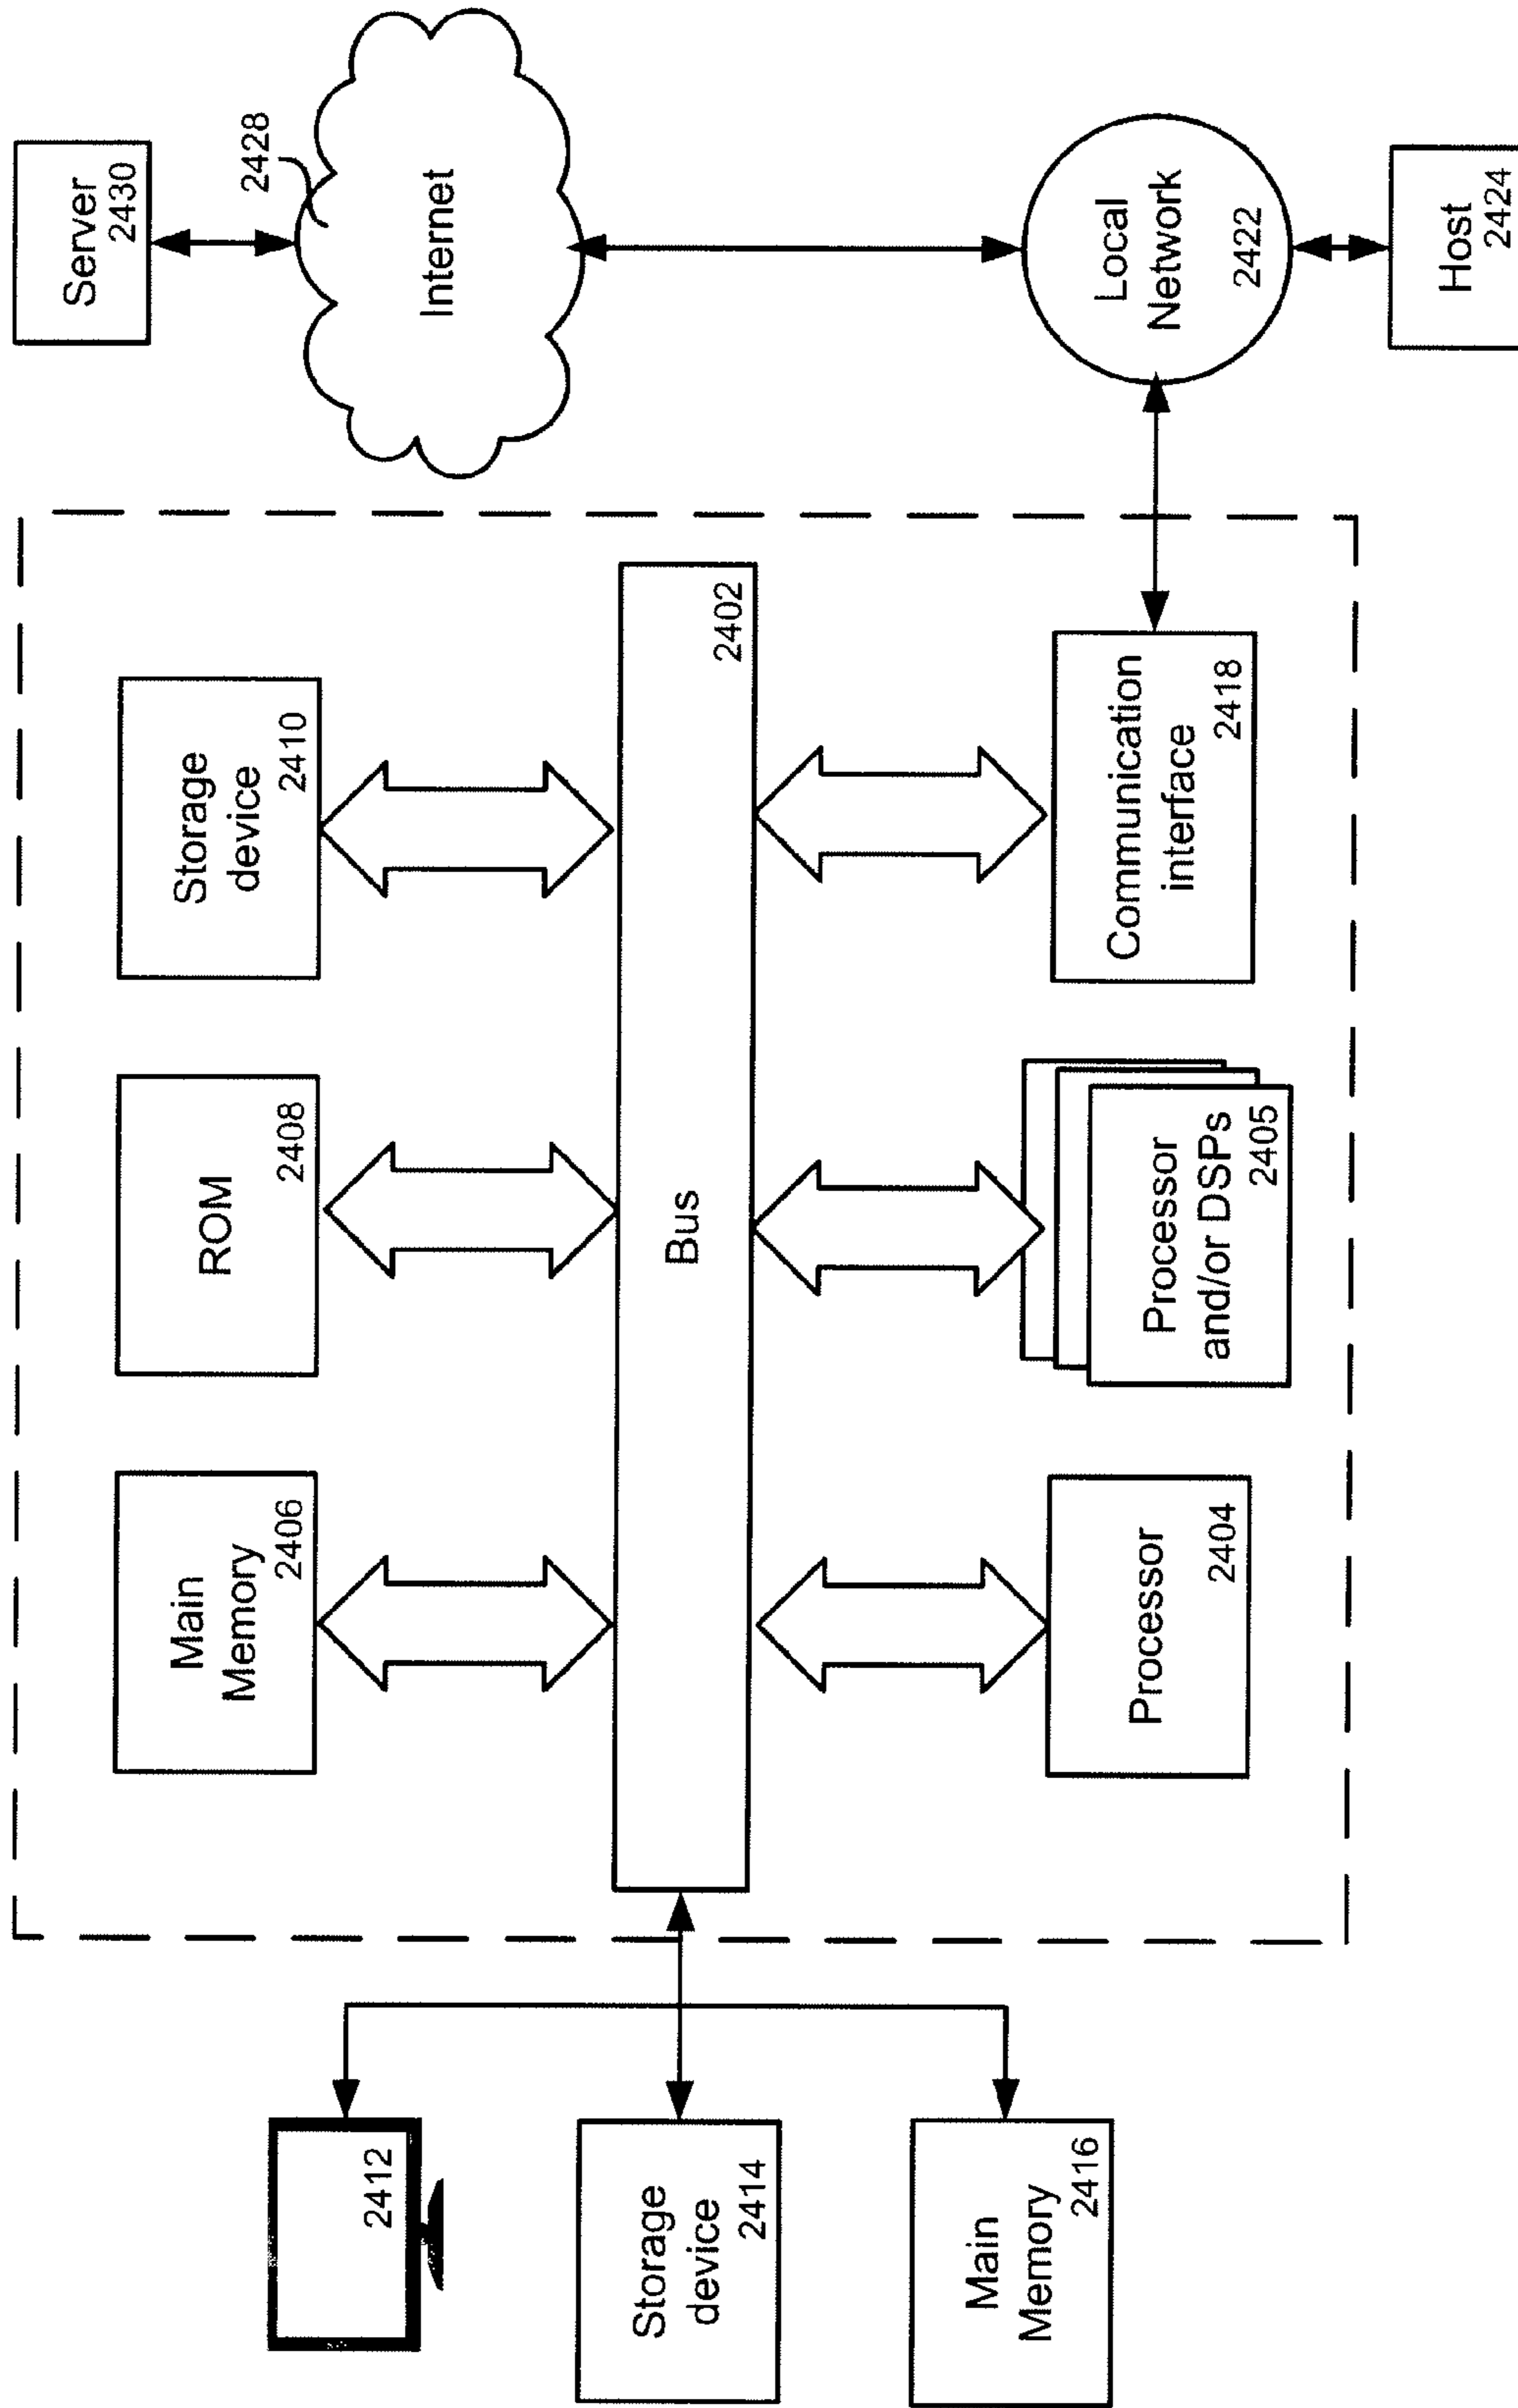 2412
Storage
device
2414
Main
Memory
2416
Main
Memory
2406
ROM
2408
Storage
device
2410
Bus
2402
Processor
2404
Processor
and/or DSPs
2405
Communication
interface
2418
Server
2430
2428
Internet
Local
Network
2422
Host
2424